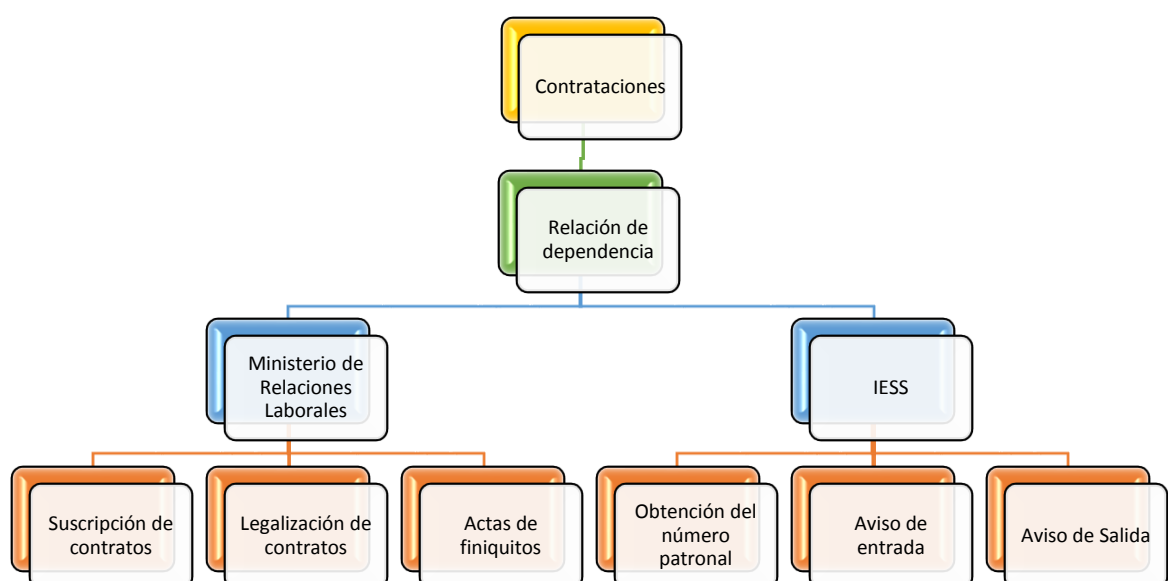 Contrataciones
Relación de
dependencia
Ministerio de
Relaciones
Laborales
IESS
Suscripción de
contratos
Legalización de
contratos
Actas de
finiquitos
Obtención del
número
patronal
Aviso de
entrada
Aviso de Salida